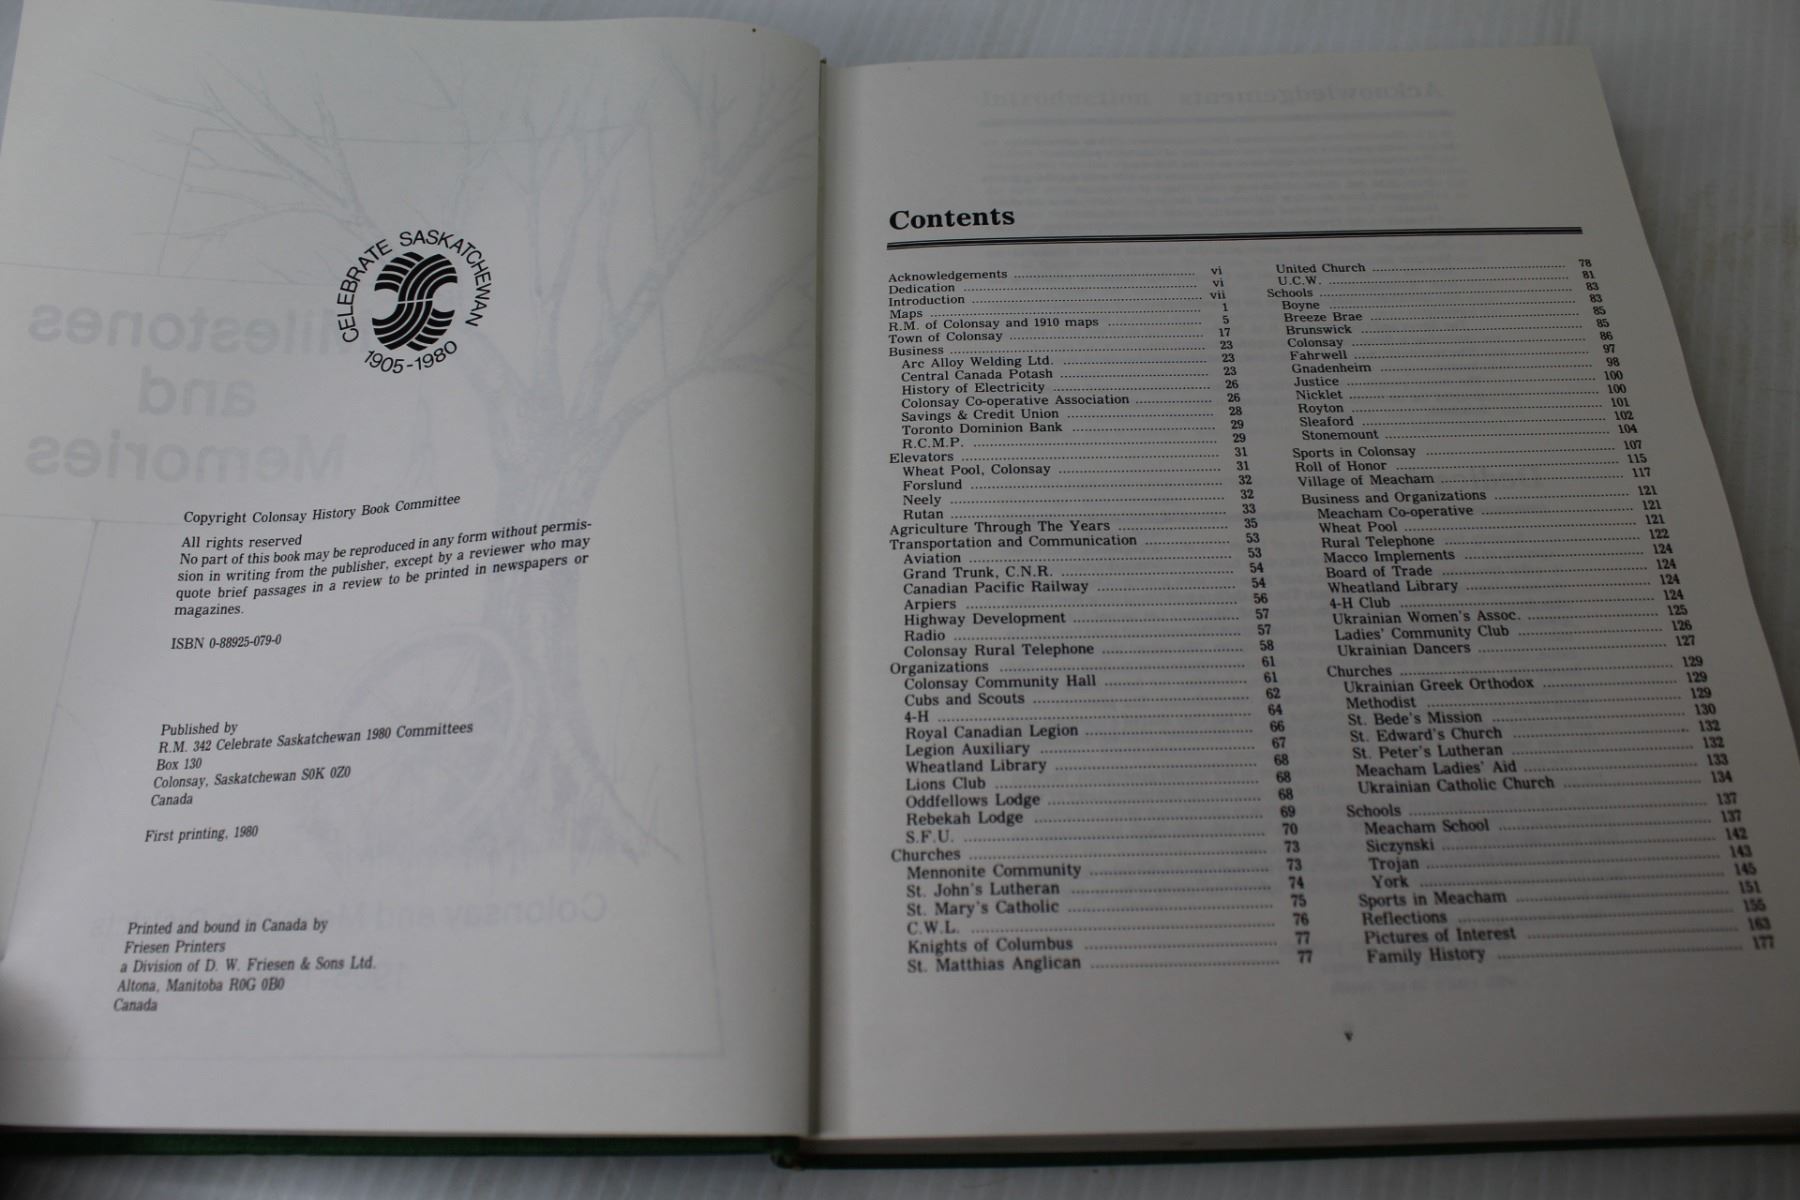 CELEBRATE SASKATCHEWAN
1905-1980
Milestones
and
Memories
Copyright Colonsay History Book Committee
All rights reserved
No part of this book may be reproduced in any form without permis-
sion in writing from the publisher, except by a reviewer who may
quote brief passages in a review to be printed in newspapers or
magazines.
ISBN 0-88925-079-0
Published by
R.M. 342 Celebrate Saskatchewan 1980 Committees
Box 130
Colonsay, Saskatchewan S0K 0Z0
Canada
First printing, 1980
Colonsay and
Printed and bound in Canada by
Friesen Printers
a Division of D. W. Friesen & Sons Ltd.
Altona, Manitoba R0G 0B0
Canada
Introduction Acknowledgements
Contents
Acknowledgements vi
Dedication vi
Introduction vii
Maps 1
R.M. of Colonsay and 1910 maps 5
Town of Colonsay 17
Business 23
Arc Alloy Welding Ltd. 23
Central Canada Potash 23
History of Electricity 26
Colonsay Co-operative Association 26
Savings & Credit Union 28
Toronto Dominion Bank 29
R.C.M.P. 29
Elevators 31
Wheat Pool, Colonsay 31
Forslund 32
Neely 32
Rutan 33
Agriculture Through The Years 35
Transportation and Communication 53
Aviation 53
Grand Trunk, C.N.R. 54
Canadian Pacific Railway 54
Arpiers 56
Highway Development 57
Radio 57
Colonsay Rural Telephone 58
Organizations 61
Colonsay Community Hall 61
Cubs and Scouts 62
4-H 64
Royal Canadian Legion 66
Legion Auxiliary 67
Wheatland Library 68
Lions Club 68
Oddfellows Lodge 68
Rebekah Lodge 69
S.F.U. 70
Churches 73
Mennonite Community 73
St. John's Lutheran 74
St. Mary's Catholic 75
C.W.L. 76
Knights of Columbus 77
St. Matthias Anglican 77
United Church 78
U.C.W. 81
Schools 83
Boyne 83
Breeze Brae 85
Brunswick 85
Colonsay 86
Fahrwell 97
Gnadenheim 98
Justice 100
Nicklet 100
Royton 101
Sleaford 102
Stonemount 104
Sports in Colonsay 107
Roll of Honor 115
Village of Meacham 117
Business and Organizations 121
Meacham Co-operative 121
Wheat Pool 121
Rural Telephone 122
Macco Implements 124
Board of Trade 124
Wheatland Library 124
4-H Club 124
Ukrainian Women's Assoc. 125
Ladies' Community Club 126
Ukrainian Dancers 127
Churches 129
Ukrainian Greek Orthodox 129
Methodist 129
St. Bede's Mission 130
St. Edward's Church 132
St. Peter's Lutheran 132
Meacham Ladies' Aid 133
Ukrainian Catholic Church 134
Schools 137
Meacham School 137
Siczynski 142
Trojan 143
York 145
Sports in Meacham 151
Reflections 155
Pictures of Interest 163
Family History 177
v